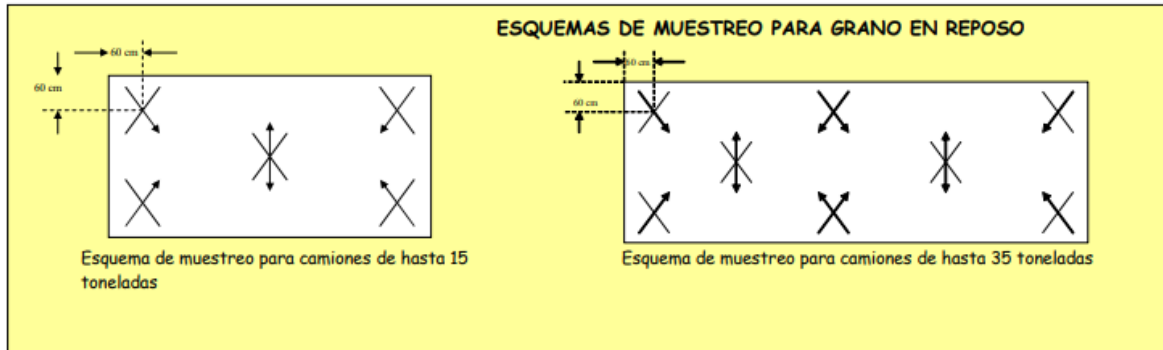 ESQUEMAS DE MUESTREO PARA GRANO EN REPOSO
60 cm
60 cm
60 cm
60 cm
Esquema de muestreo para camiones de hasta 15
toneladas
Esquema de muestreo para camiones de hasta 35 toneladas